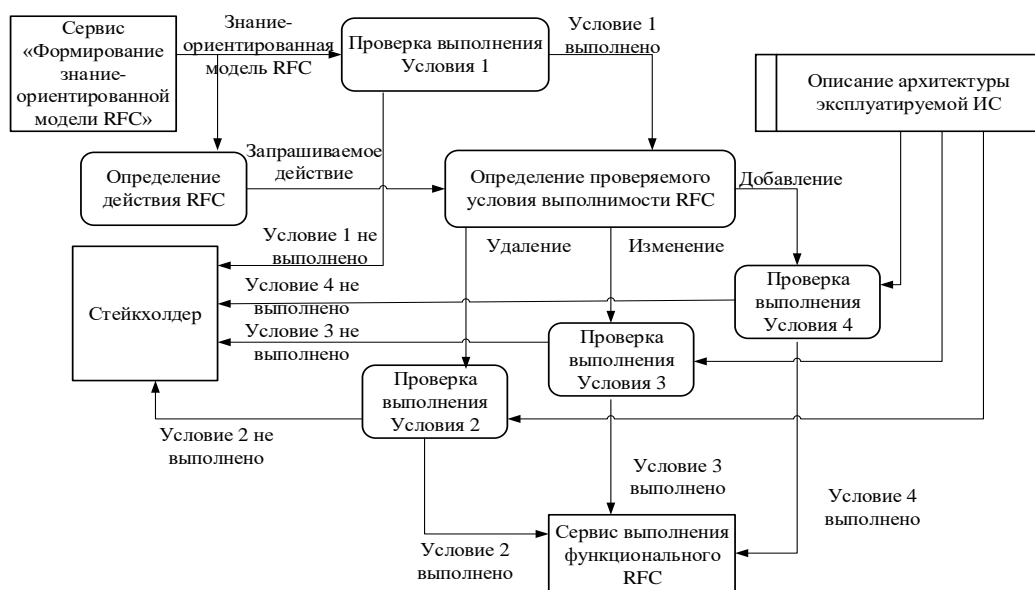 Сервис
«Формирование
знание-
ориентированной
модели RFC»
Знание-
ориентированная
модель RFC
Проверка выполнения
Условия 1
Условие 1
выполнено
Описание архитектуры
эксплуатируемой ИС
Определение
действия RFC
Запрашиваемое
действие
Определение проверяемого
условия выполнимости RFC
Добавление
Условие 1 не
выполнено
Удаление
Изменение
Стейкхолдер
Условие 4 не
выполнено
Проверка
выполнения
Условия 4
Условие 3 не
выполнено
Проверка
выполнения
Условия 3
Проверка
выполнения
Условия 2
Условие 2 не
выполнено
Условие 3
выполнено
Условие 4
выполнено
Условие 2
выполнено
Сервис выполнения
функционального
RFC